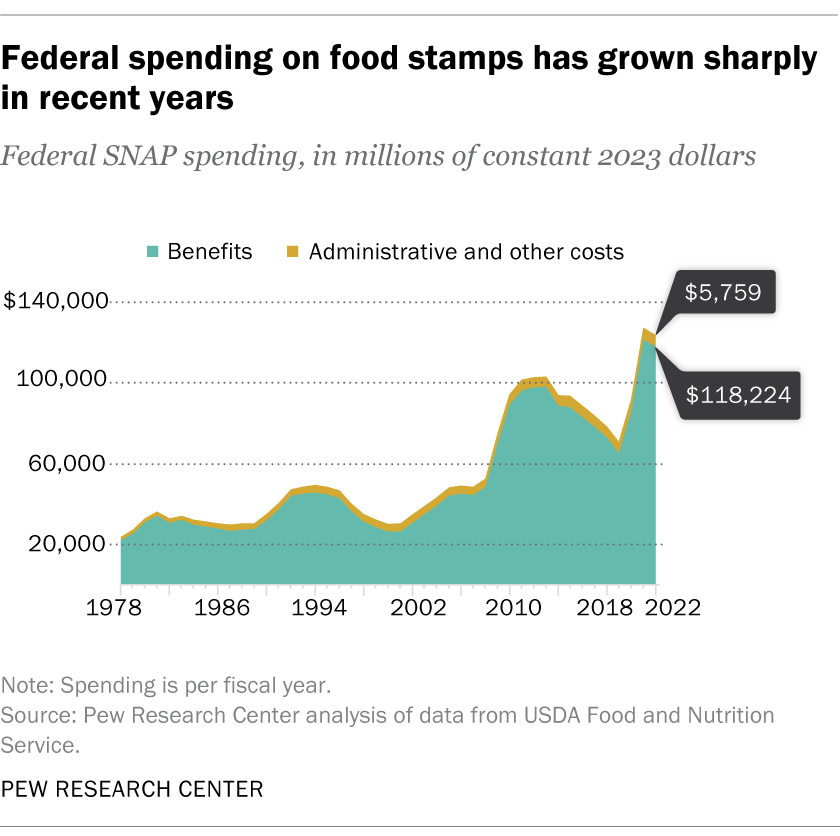 Federal spending on food stamps has grown sharply
in recent years
Federal SNAP spending, in millions of constant 2023 dollars
Benefits
Administrative and other costs
$140,000
100,000
60,000
20,000
$5,759
$118,224
1978
1986
1994
2002
2010
2018
2022
Note: Spending is per fiscal year.
Source: Pew Research Center analysis of data from USDA Food and Nutrition
Service.
PEW RESEARCH CENTER